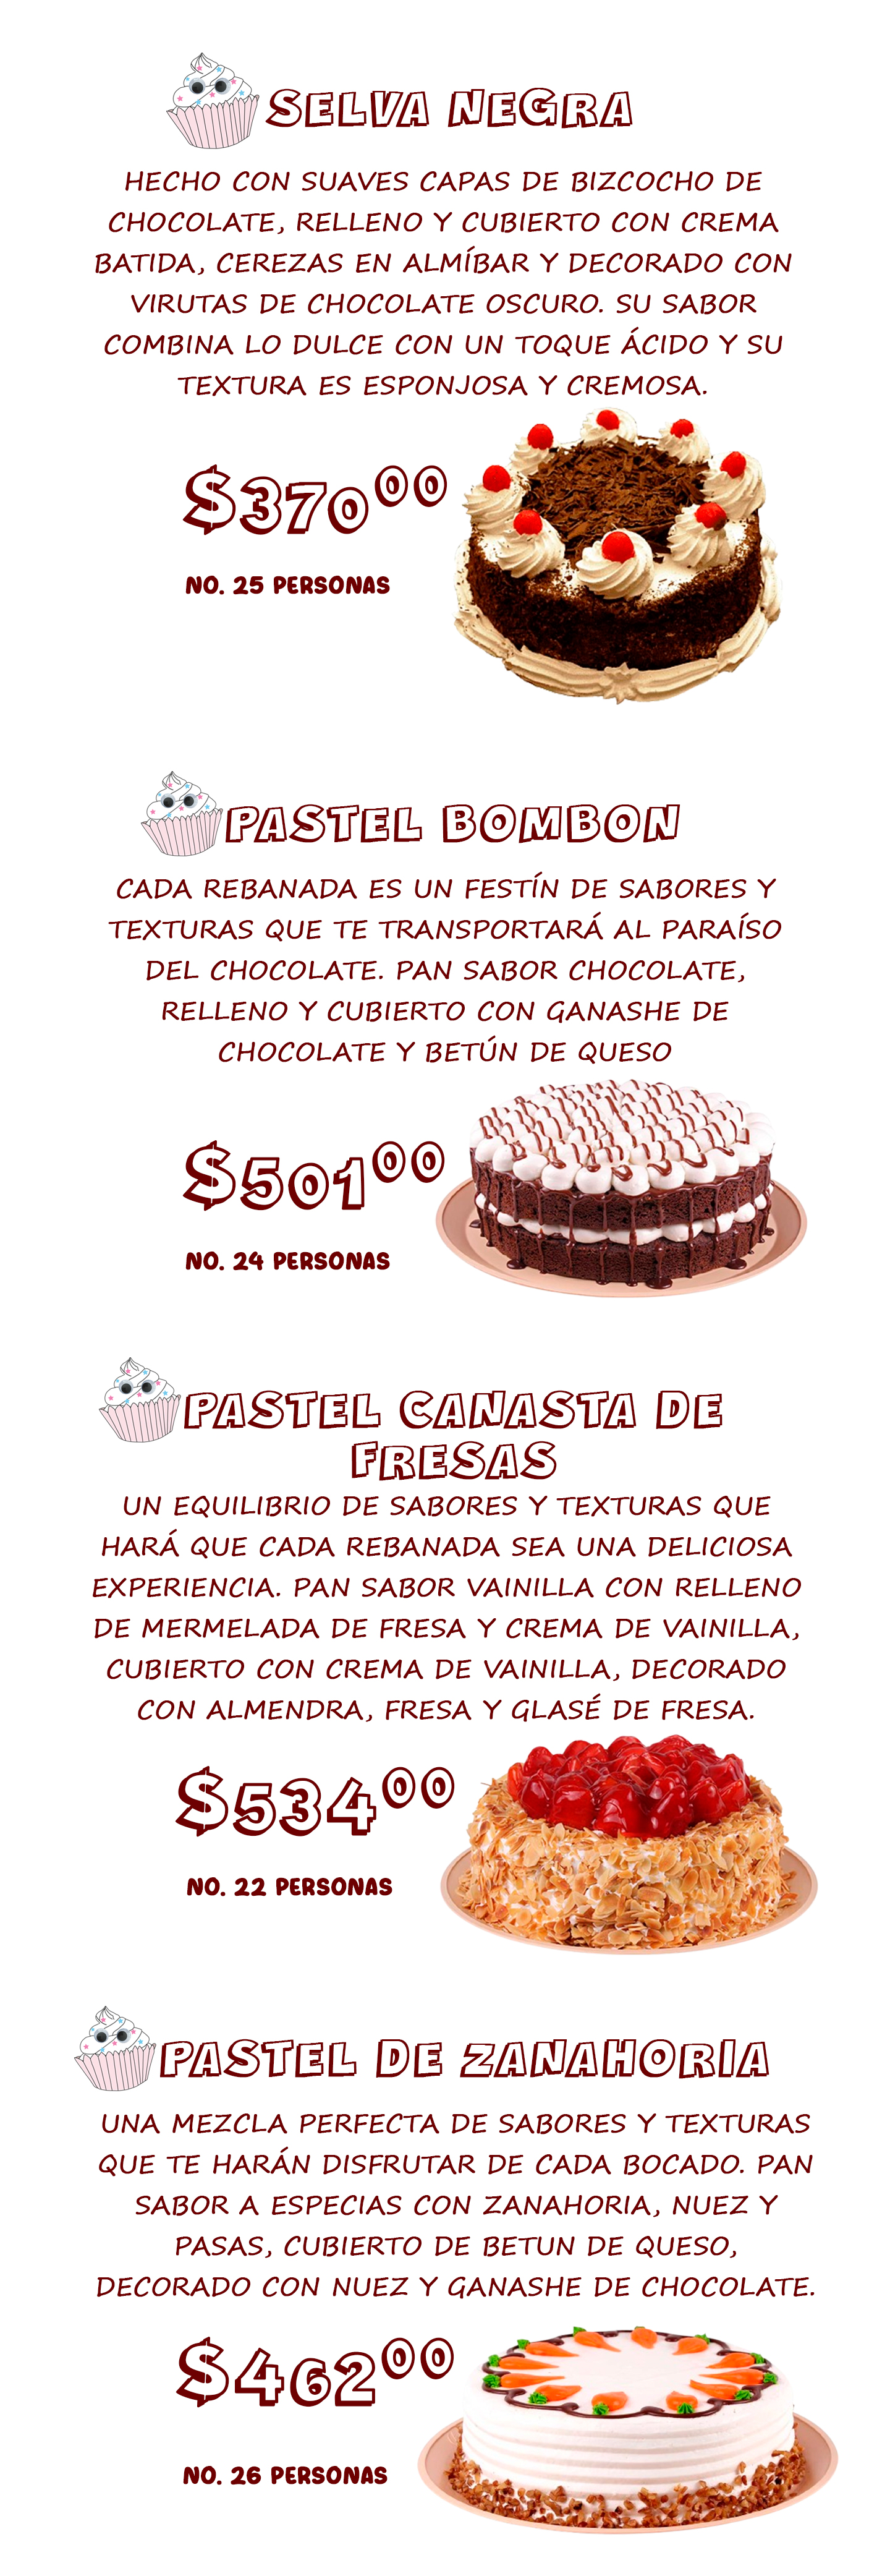 SELVA NEGRA
HECHO CON SUAVES CAPAS DE BIZCOCHO DE
CHOCOLATE, RELLENO Y CUBIERTO CON CREMA
BATIDA, CEREZAS EN ALMÍBAR Y DECORADO CON
VIRUTAS DE CHOCOLATE OSCURO. SU SABOR
COMBINA LO DULCE CON UN TOQUE ÁCIDO Y SU
TEXTURA ES ESPONJOSA Y CREMOSA.
$370⁰⁰
NO. 25 PERSONAS
PASTEL BOMBON
CADA REBANADA ES UN FESTÍN DE SABORES Y
TEXTURAS QUE TE TRANSPORTARÁ AL PARAÍSO
DEL CHOCOLATE. PAN SABOR CHOCOLATE,
RELLENO Y CUBIERTO CON GANASHE DE
CHOCOLATE Y BETÚN DE QUESO
$501⁰⁰
NO. 24 PERSONAS
PASTEL CANASTA DE
FRESAS
UN EQUILIBRIO DE SABORES Y TEXTURAS QUE
HARÁ QUE CADA REBANADA SEA UNA DELICIOSA
EXPERIENCIA. PAN SABOR VAINILLA CON RELLENO
DE MERMELADA DE FRESA Y CREMA DE VAINILLA,
CUBIERTO CON CREMA DE VAINILLA, DECORADO
CON ALMENDRA, FRESA Y GLASÉ DE FRESA.
$534⁰⁰
NO. 22 PERSONAS
PASTEL DE ZANAHORIA
UNA MEZCLA PERFECTA DE SABORES Y TEXTURAS
QUE TE HARÁN DISFRUTAR DE CADA BOCADO. PAN
SABOR A ESPECIAS CON ZANAHORIA, NUEZ Y
PASAS, CUBIERTO DE BETUN DE QUESO,
DECORADO CON NUEZ Y GANASHE DE CHOCOLATE.
$462⁰⁰
NO. 26 PERSONAS